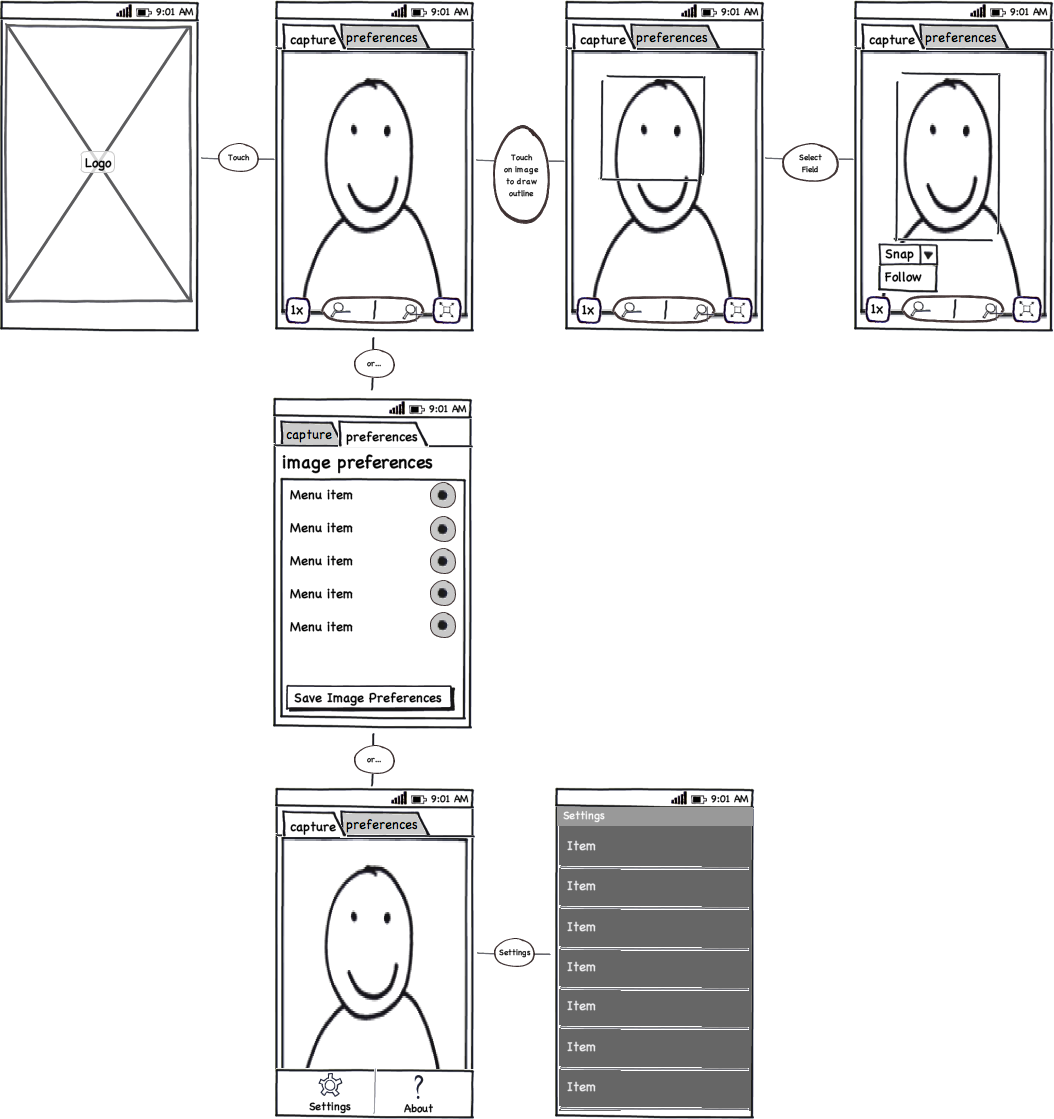 9:01 AM
Logo
Touch
9:01 AM
capture
preferences
1x
Touch
on image
to draw
outline
9:01 AM
capture
preferences
1x
Select
Field
9:01 AM
capture
preferences
Snap
Follow
1x
or...
9:01 AM
capture
preferences
image preferences
Menu item
Menu item
Menu item
Menu item
Menu item
Save Image Preferences
or...
9:01 AM
capture
preferences
Settings
? About
Settings
9:01 AM
Settings
Item
Item
Item
Item
Item
Item
Item